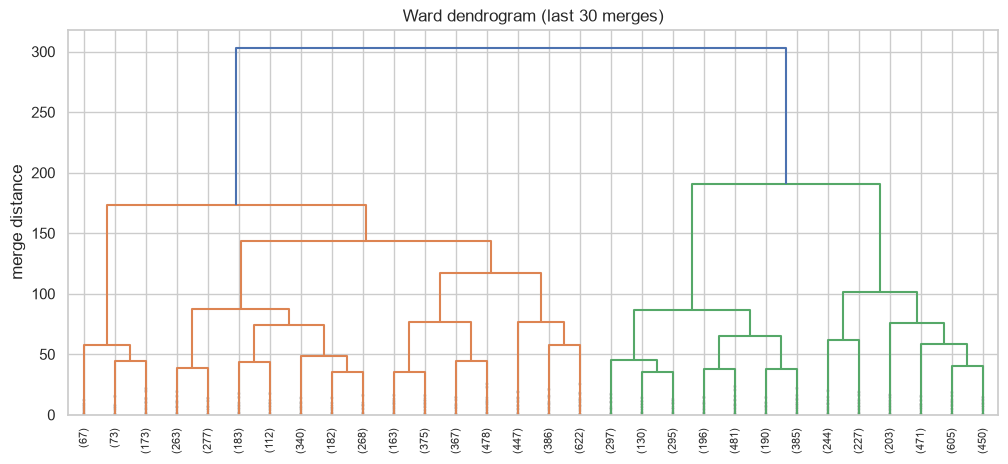 Ward dendrogram (last 30 merges)
merge distance
300
250
200
150
100
50
0
(67) (73) (173) (263) (277) (183) (112) (340) (182) (268) (163) (375) (367) (478) (447) (386) (622) (297) (130) (295) (196) (481) (190) (385) (244) (227) (203) (471) (605) (450)